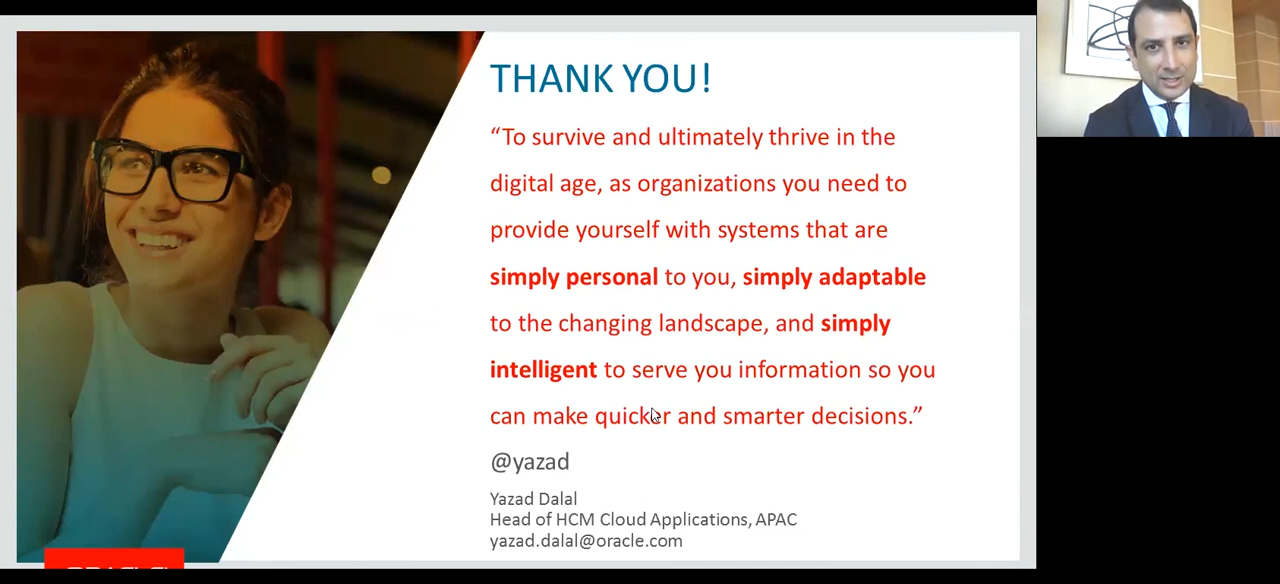 THANK YOU!
“To survive and ultimately thrive in the
digital age, as organizations you need to
provide yourself with systems that are
simply personal to you, simply adaptable
to the changing landscape, and simply
intelligent to serve you information so you
can make quicker and smarter decisions.”
@yazad
Yazad Dalal
Head of HCM Cloud Applications, APAC
yazad.dalal@oracle.com
ORACLE